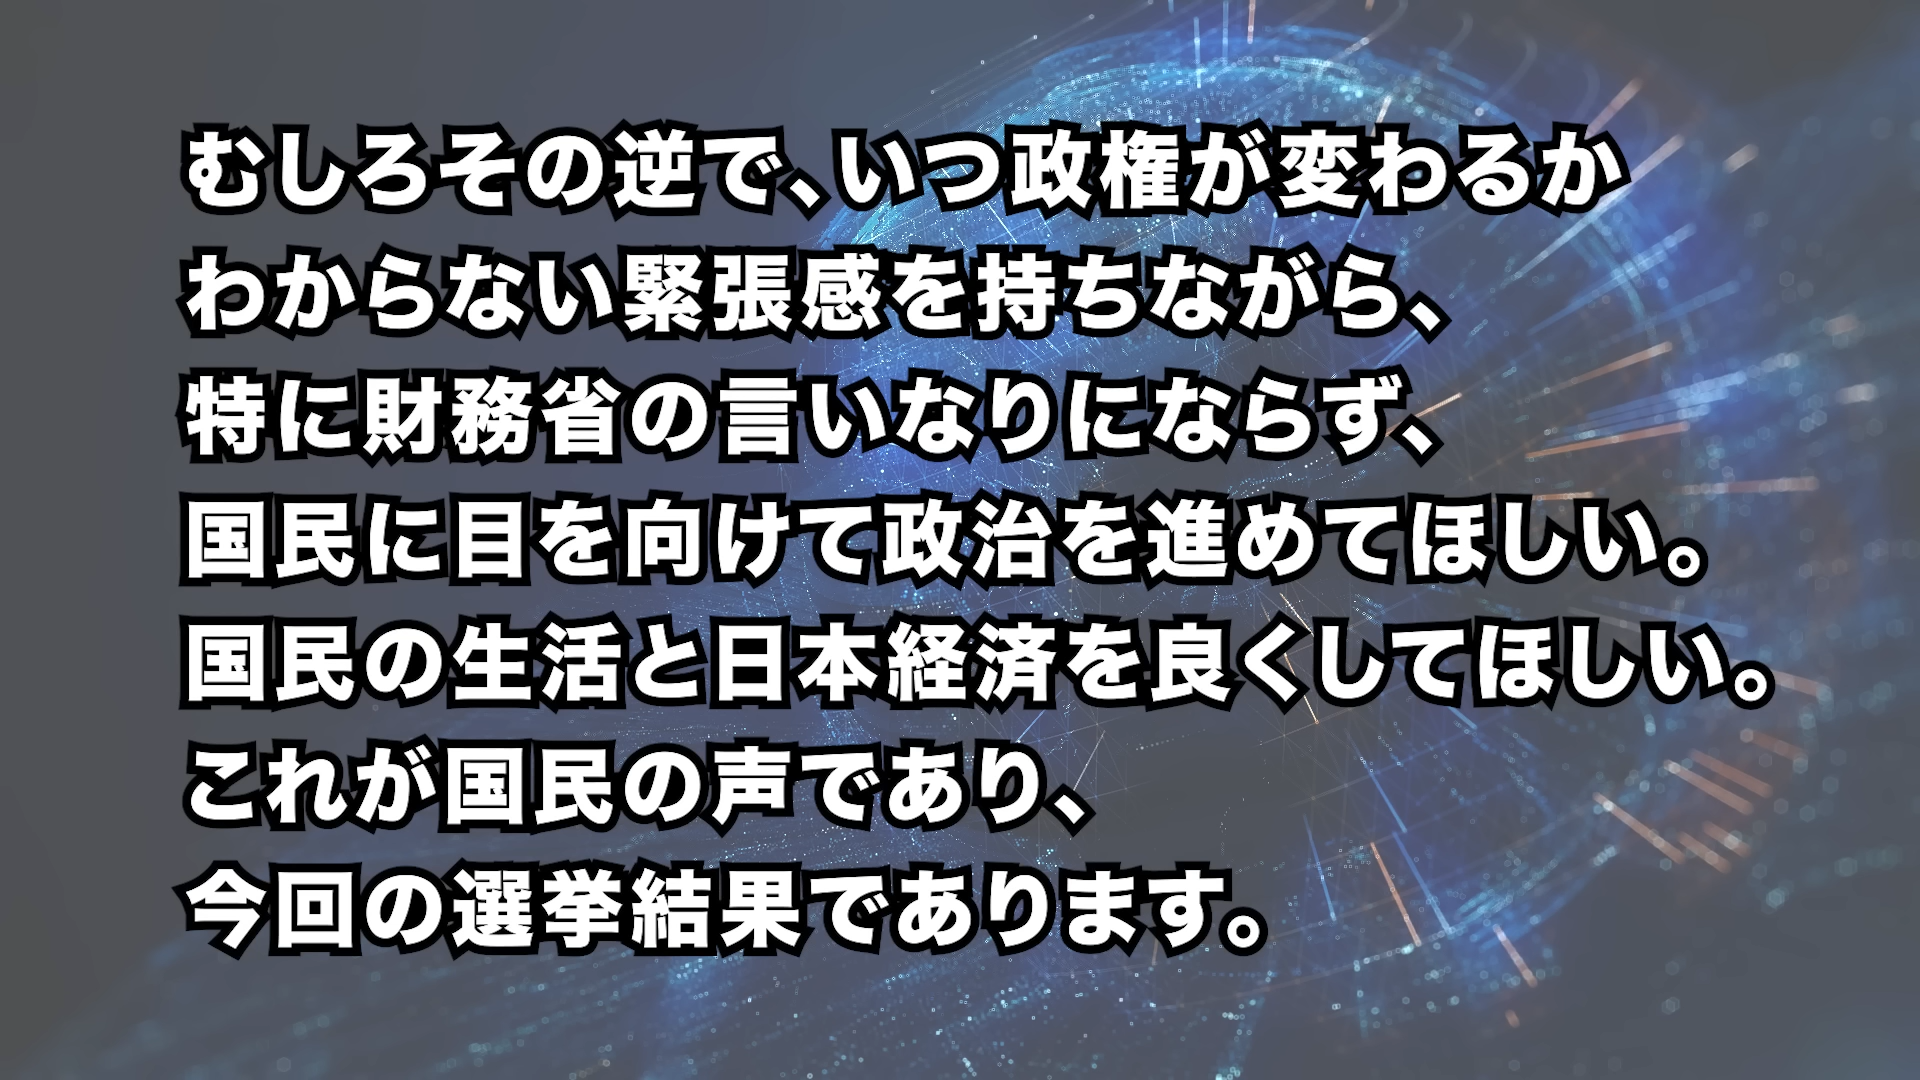 むしろその逆で、いつ政権が変わるか
わからない緊張感を持ちながら、
特に財務省の言いなりにならず、
国民に目を向けて政治を進めてほしい。
国民の生活と日本経済を良くしてほしい。
これが国民の声であり、
今回の選挙結果であります。